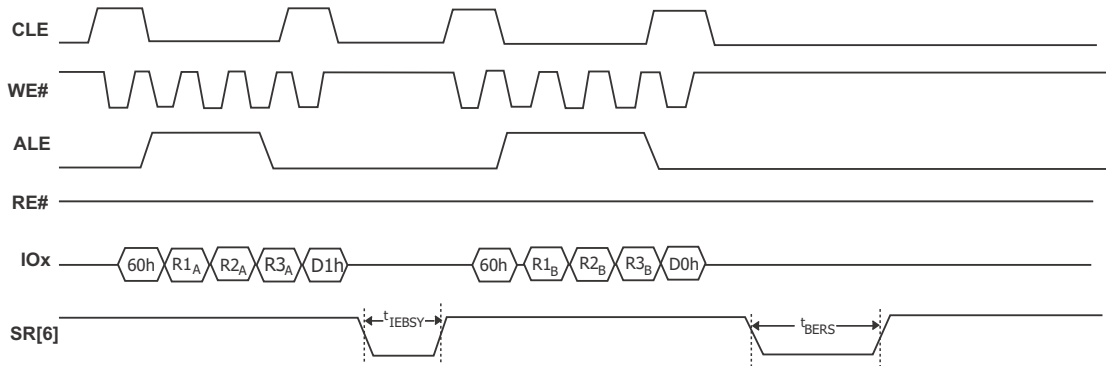 CLE
WE#
ALE
RE#
IOx 60h R1A R2A R3A D1h 60h R1B R2B R3B D0h
SR[6] tIEBSY tBERS